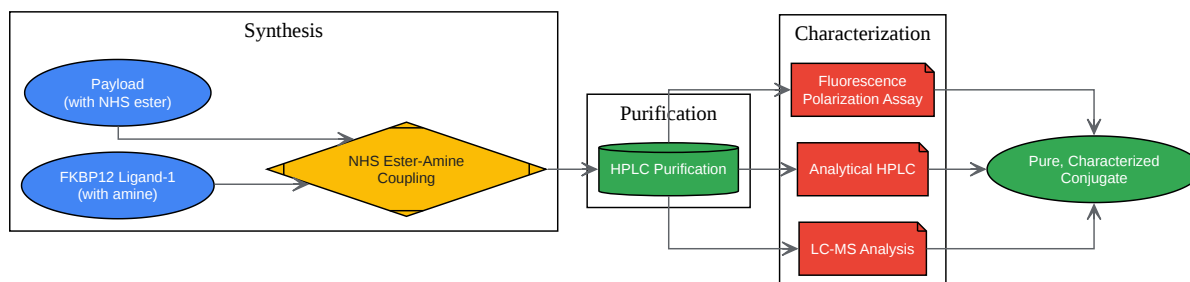 Synthesis
Payload
(with NHS ester)
FKBP12 Ligand-1
(with amine)
NHS Ester-Amine
Coupling
Purification
HPLC Purification
Characterization
Fluorescence
Polarization Assay
Analytical HPLC
LC-MS Analysis
Pure, Characterized
Conjugate